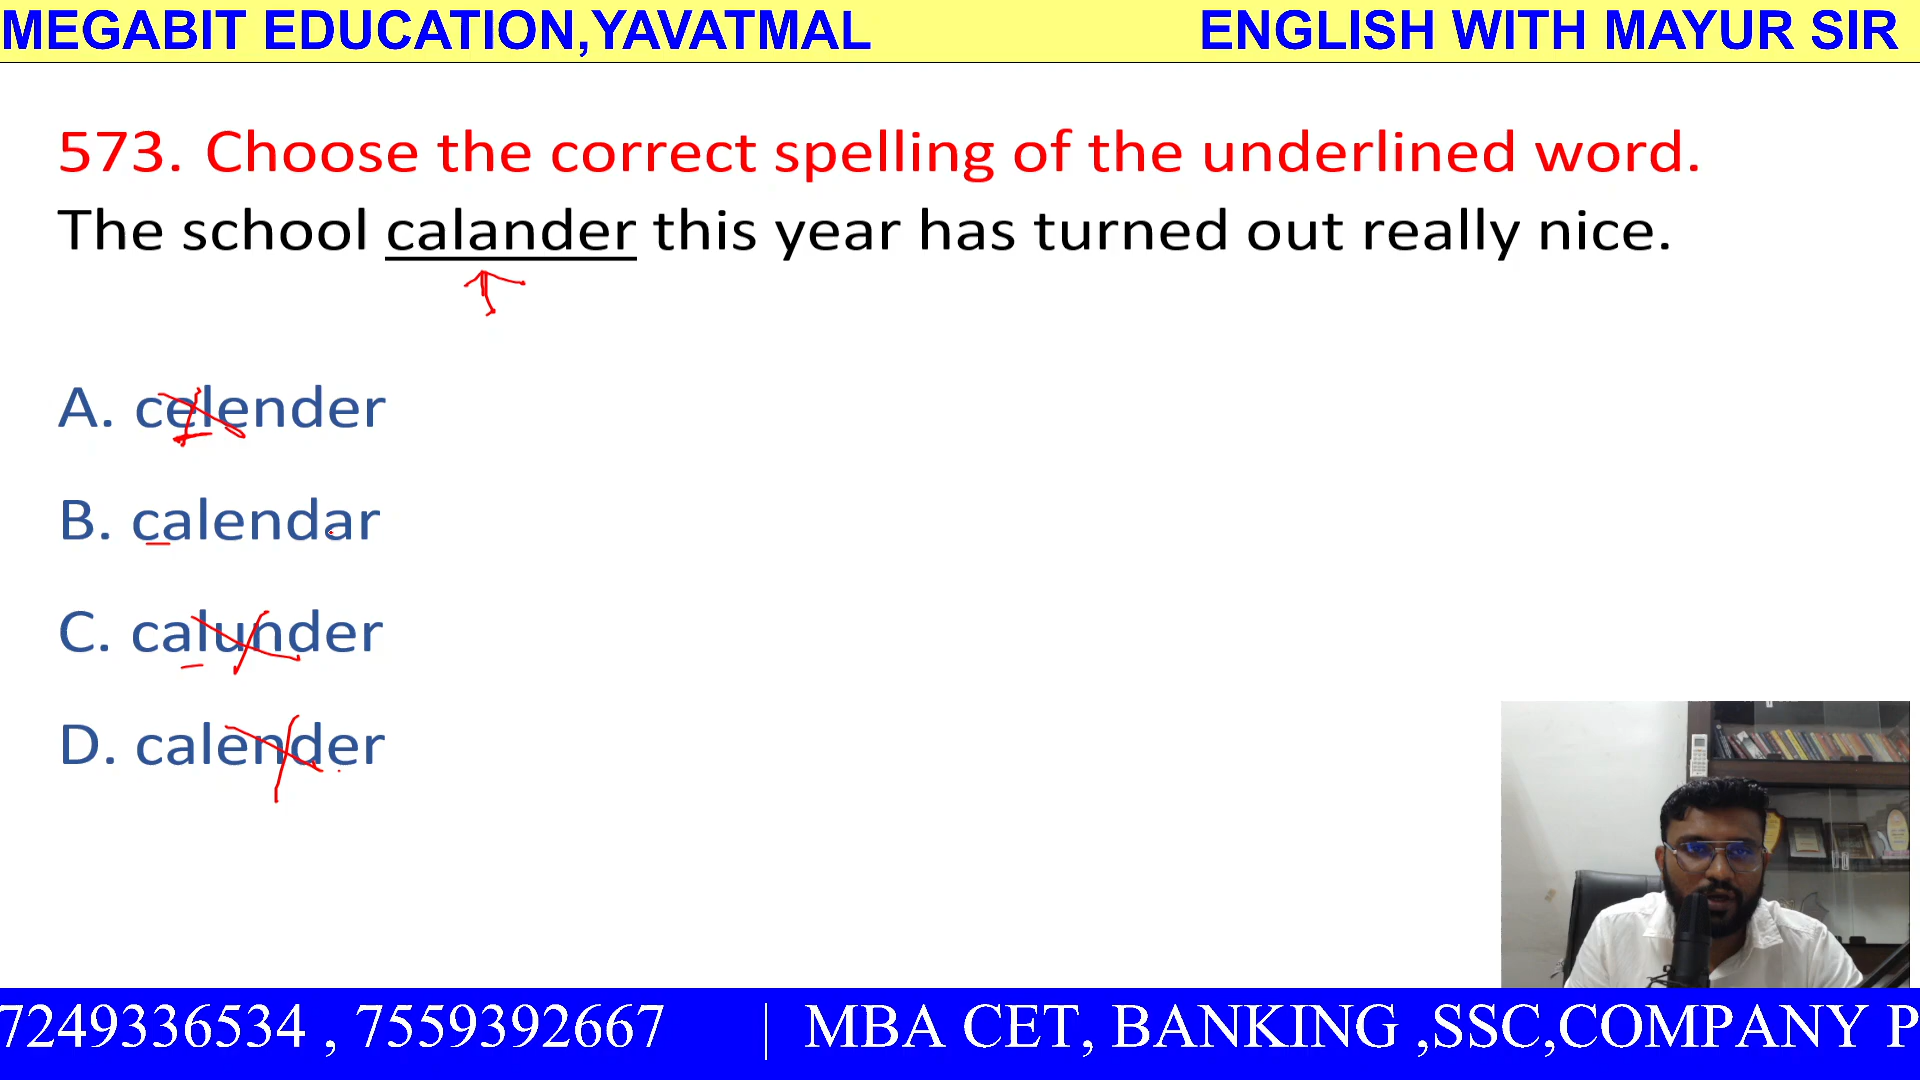 MEGABIT EDUCATION,YAVATMAL ENGLISH WITH MAYUR SIR
573. Choose the correct spelling of the underlined word.
The school calander this year has turned out really nice.
A. celender
B. calendar
C. calunder
D. calender
7249336534 , 7559392667 | MBA CET, BANKING ,SSC,COMPANY P